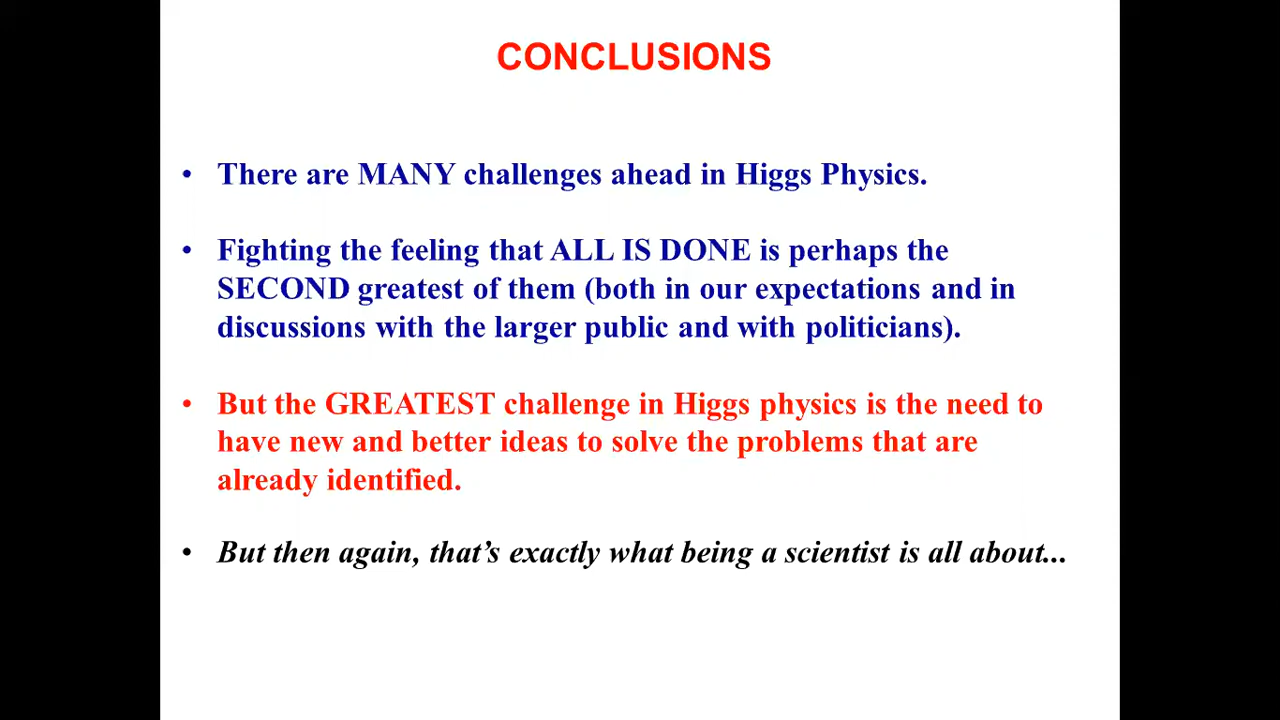 CONCLUSIONS
• There are MANY challenges ahead in Higgs Physics.
• Fighting the feeling that ALL IS DONE is perhaps the
SECOND greatest of them (both in our expectations and in
discussions with the larger public and with politicians).
• But the GREATEST challenge in Higgs physics is the need to
have new and better ideas to solve the problems that are
already identified.
• But then again, that’s exactly what being a scientist is all about...